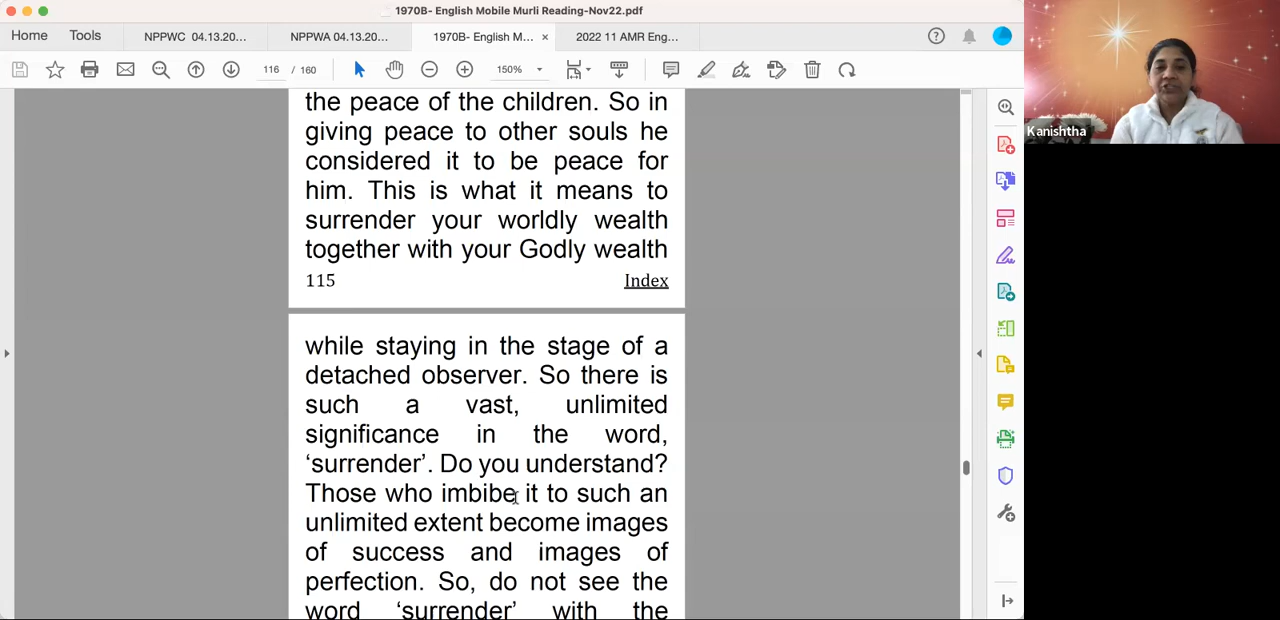 1970B- English Mobile Murli Reading-Nov22.pdf
Home Tools NPPWC 04.13.20... NPPWA 04.13.20... 1970B- English M... × 2022 11 AMR Eng...
116 / 160 150%
the peace of the children. So in
giving peace to other souls he
considered it to be peace for
him. This is what it means to
surrender your worldly wealth
together with your Godly wealth
115 Index
while staying in the stage of a
detached observer. So there is
such a vast, unlimited
significance in the word,
‘surrender’. Do you understand?
Those who imbibe it to such an
unlimited extent become images
of success and images of
perfection. So, do not see the
word ‘surrender’ with the
Kanishtha